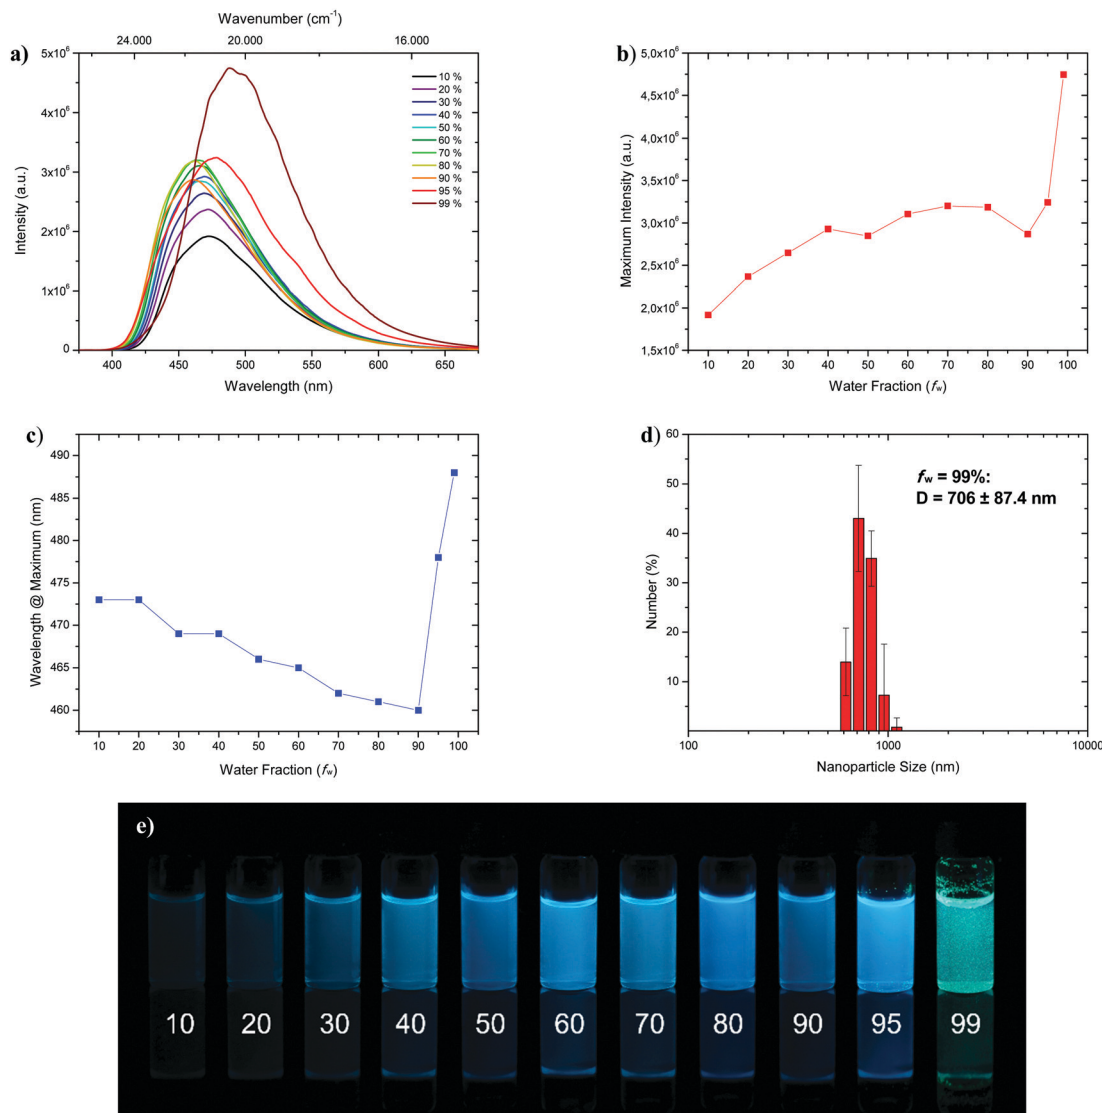 Wavenumber (cm⁻¹)
24.000 20.000 16.000
a)
5x10⁶
4x10⁶
3x10⁶
2x10⁶
1x10⁶
0
Intensity (a.u.)
10 %
20 %
30 %
40 %
50 %
60 %
70 %
80 %
90 %
95 %
99 %
400 450 500 550 600 650
Wavelength (nm)
b)
5,0x10⁶
4,5x10⁶
4,0x10⁶
3,5x10⁶
3,0x10⁶
2,5x10⁶
2,0x10⁶
1,5x10⁶
Maximum Intensity (a.u.)
10 20 30 40 50 60 70 80 90 100
Water Fraction (fw)
c)
490
485
480
475
470
465
460
Wavelength @ Maximum (nm)
10 20 30 40 50 60 70 80 90 100
Water Fraction (fw)
d)
60
50
40
30
20
10
Number (%)
fw = 99%:
D = 706 ± 87.4 nm
100 1000 10000
Nanoparticle Size (nm)
e)
10 20 30 40 50 60 70 80 90 95 99